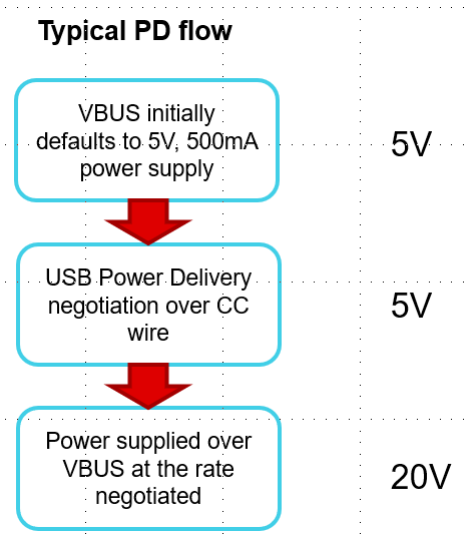 Typical PD flow
VBUS initially
defaults to 5V, 500mA
power supply
5V
USB Power Delivery
negotiation over CC
wire
5V
Power supplied over
VBUS at the rate
negotiated
20V